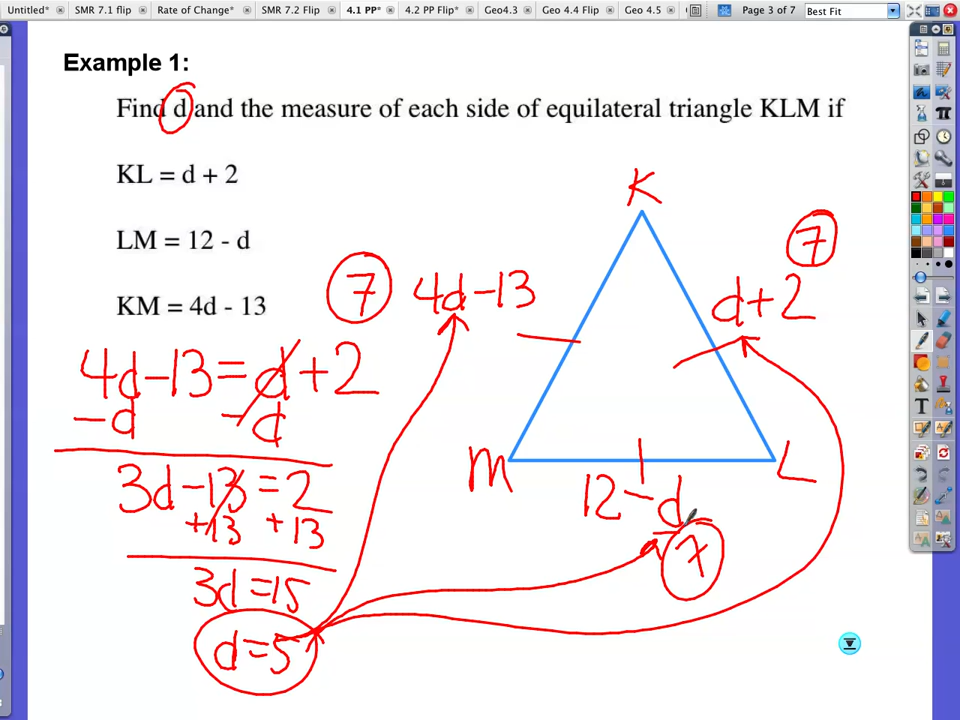 Untitled* SMR 7.1 flip Rate of Change* SMR 7.2 Flip 4.1 PP* 4.2 PP Flip* Geo4.3 Geo 4.4 Flip Geo 4.5 Page 3 of 7 Best Fit
Example 1:
Find d and the measure of each side of equilateral triangle KLM if
KL = d + 2
K
LM = 12 - d
7
7 4d-13
d+2
KM = 4d - 13
4d-13=d+2
-d -d
M L
3d-13=2
12-d
+13 +13
7
3d=15
d=5